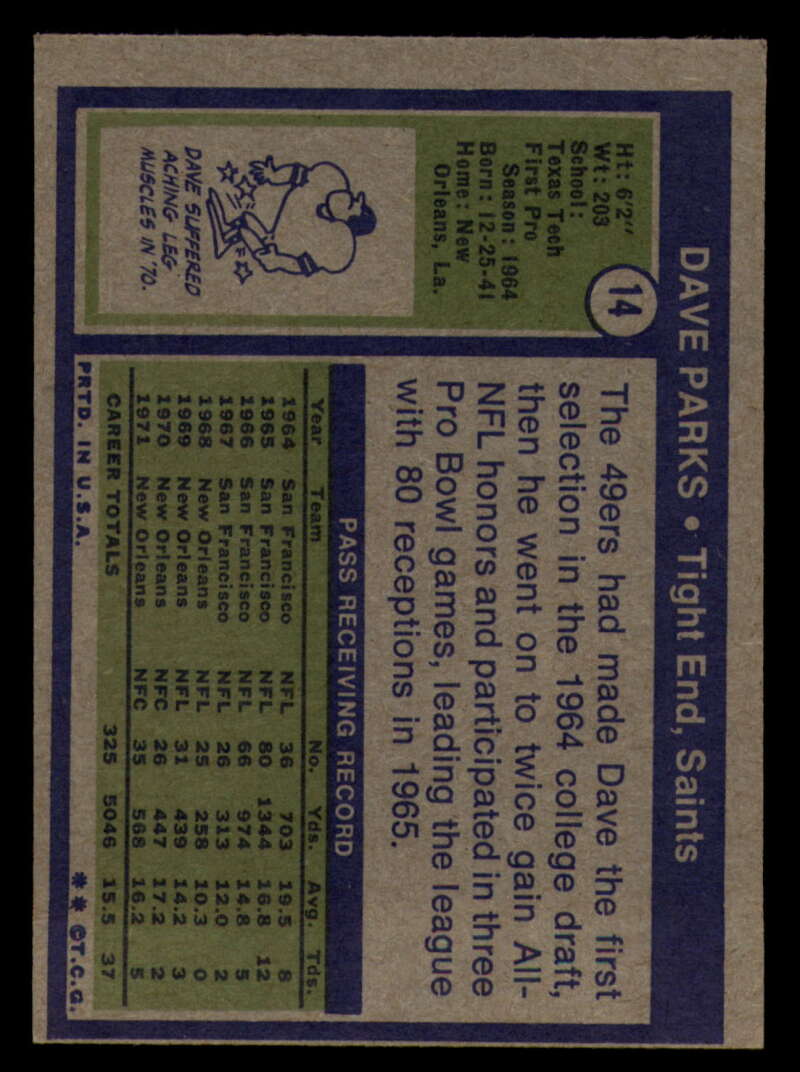 DAVE PARKS • Tight End, Saints
14
Ht: 6'2"
Wt: 203
School:
Texas Tech
First Pro
Season: 1964
Born: 12-25-41
Home: New
Orleans, La.
DAVE SUFFERED
ACHING LEG
MUSCLES IN '70.
The 49ers had made Dave the first
selection in the 1964 college draft,
then he went on to twice gain All-
NFL honors and participated in three
Pro Bowl games, leading the league
with 80 receptions in 1965.
PASS RECEIVING RECORD
Year Team No. Yds. Avg. Tds.
1964 San Francisco NFL 36 703 19.5 8
1965 San Francisco NFL 80 1344 16.8 12
1966 San Francisco NFL 66 974 14.8 5
1967 San Francisco NFL 26 313 12.0 2
1968 New Orleans NFL 25 258 10.3 0
1969 New Orleans NFL 31 439 14.2 3
1970 New Orleans NFC 26 447 17.2 2
1971 New Orleans NFC 35 568 16.2 5
CAREER TOTALS 325 5046 15.5 37
PRTD. IN U.S.A. ** ©T.C.G.